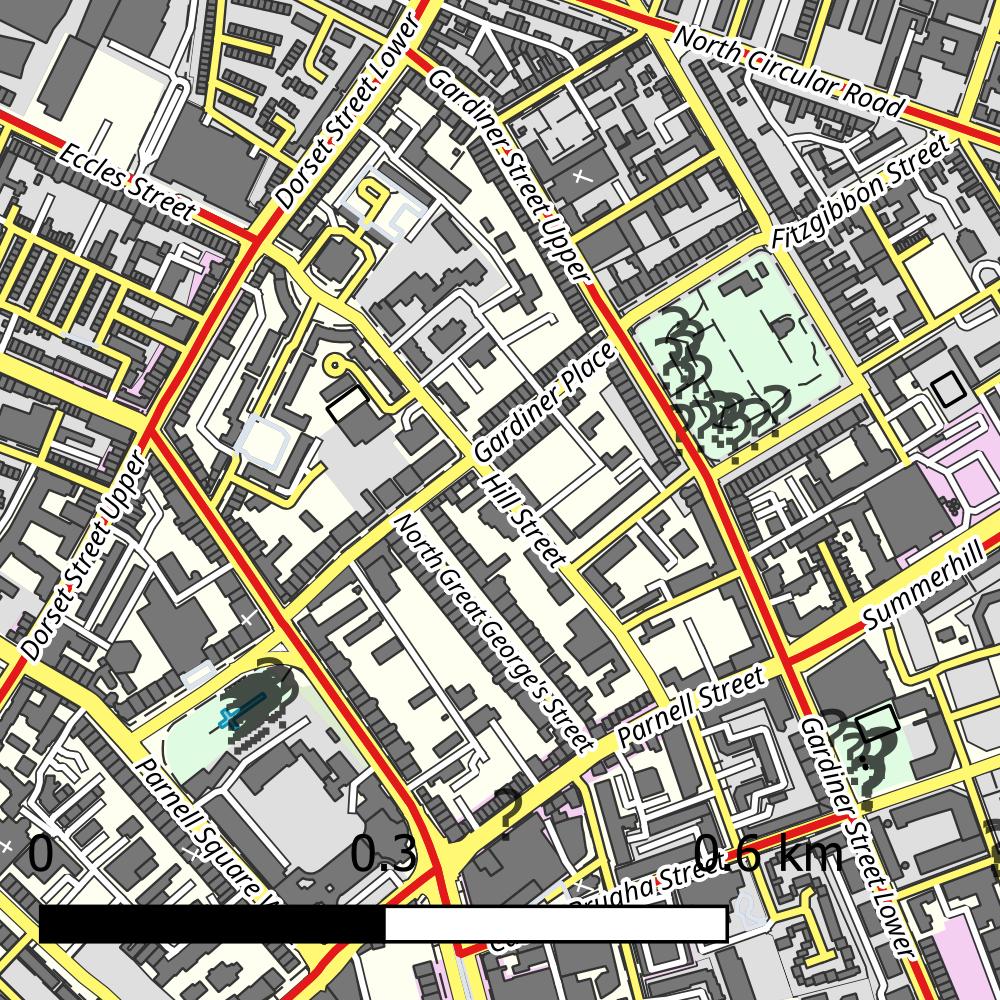 North Circular Road
Dorset Street Lower
Gardiner Street Upper
Eccles Street
Fitzgibbon Street
Gardiner Place
Hill Street
North Great George's Street
Dorset Street Upper
Summerhill
Parnell Street
Parnell Square
Gardiner Street Lower
?
Street
0 0.3 0.6 km